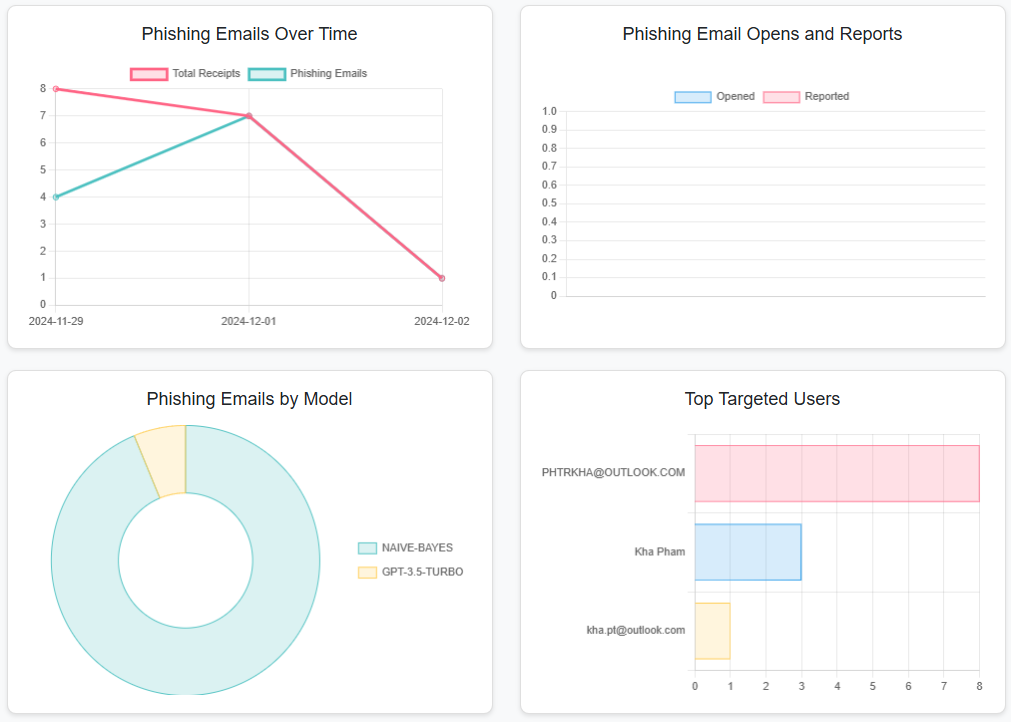 Phishing Emails Over Time
Total Receipts Phishing Emails
8
7
6
5
4
3
2
1
0
2024-11-29 2024-12-01 2024-12-02
Phishing Email Opens and Reports
Opened Reported
1.0
0.9
0.8
0.7
0.6
0.5
0.4
0.3
0.2
0.1
0
Phishing Emails by Model
NAIVE-BAYES
GPT-3.5-TURBO
Top Targeted Users
PHTRKHA@OUTLOOK.COM
Kha Pham
kha.pt@outlook.com
0 1 2 3 4 5 6 7 8